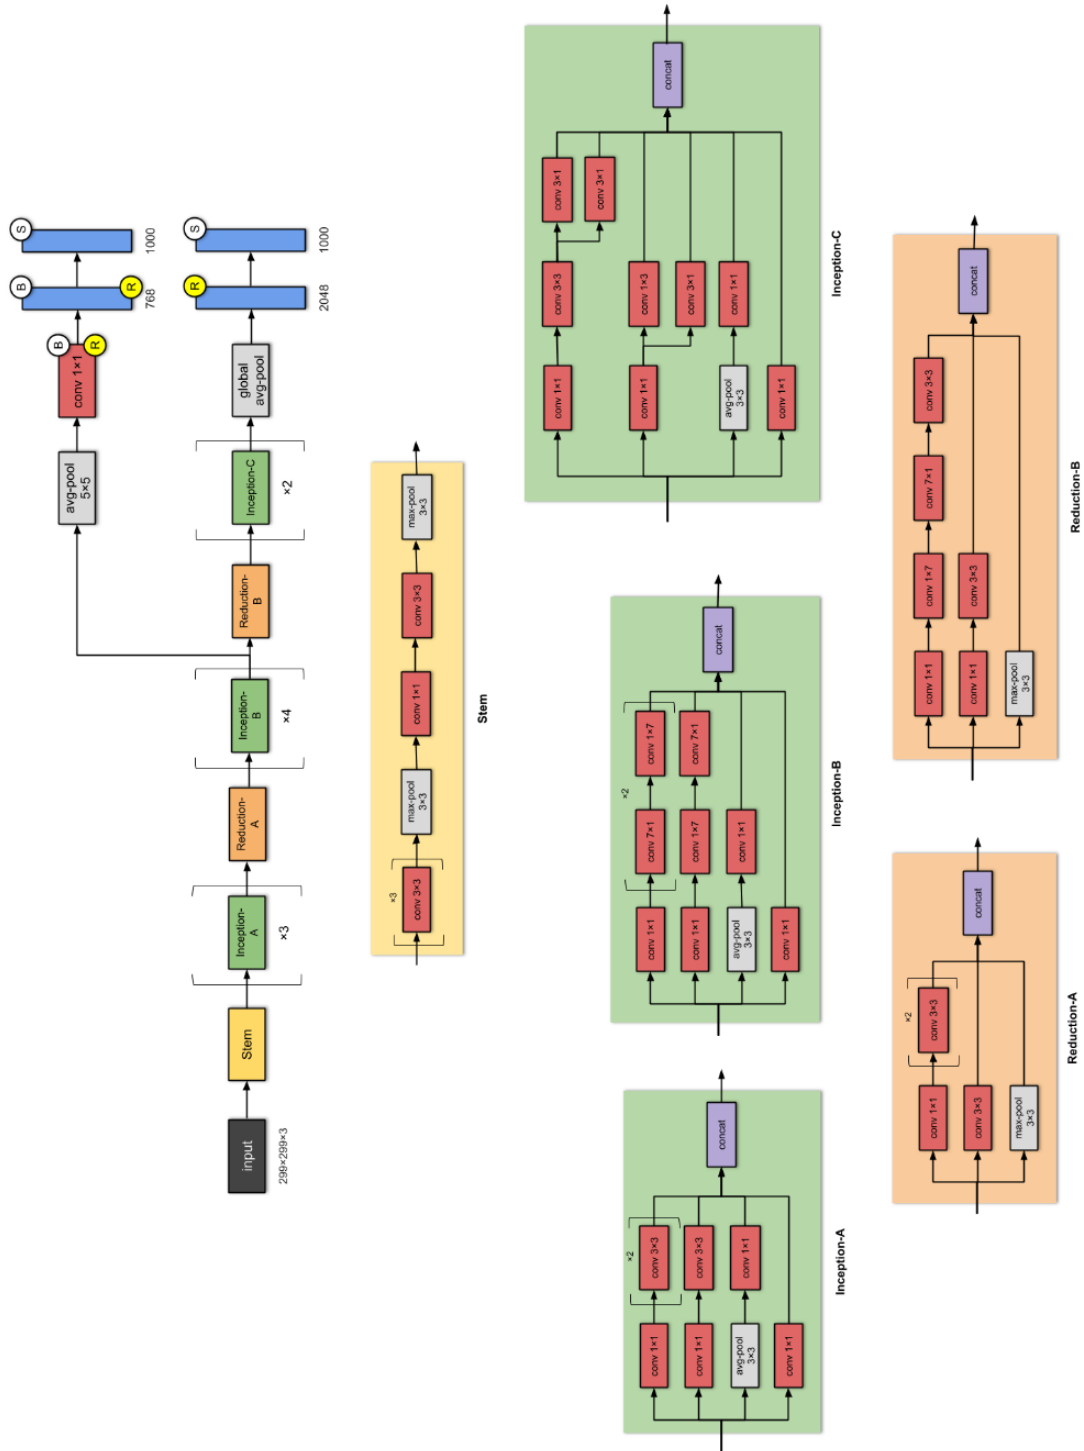 input
299×299×3
Stem
Inception-
A
×3
Reduction-
A
Inception-
B
×4
Reduction-
B
Inception-C
×2
global
avg-pool
R
2048
S
1000
avg-pool
5×5
conv 1×1
B
R
B
R
768
S
1000
×3
conv 3×3
max-pool
3×3
conv 1×1
conv 3×3
max-pool
3×3
Stem
conv 1×1
×2
conv 3×3
conv 1×1
conv 3×3
avg-pool
3×3
conv 1×1
conv 1×1
concat
Inception-A
conv 1×1
×2
conv 7×1
conv 1×7
conv 1×1
conv 1×7
conv 7×1
avg-pool
3×3
conv 1×1
conv 1×1
concat
Inception-B
conv 1×1
conv 3×3
conv 3×1
conv 3×1
conv 1×1
conv 1×3
conv 3×1
avg-pool
3×3
conv 1×1
conv 1×1
concat
Inception-C
conv 1×1
×2
conv 3×3
conv 3×3
max-pool
3×3
concat
Reduction-A
conv 1×1
conv 1×7
conv 7×1
conv 3×3
conv 1×1
conv 3×3
max-pool
3×3
concat
Reduction-B